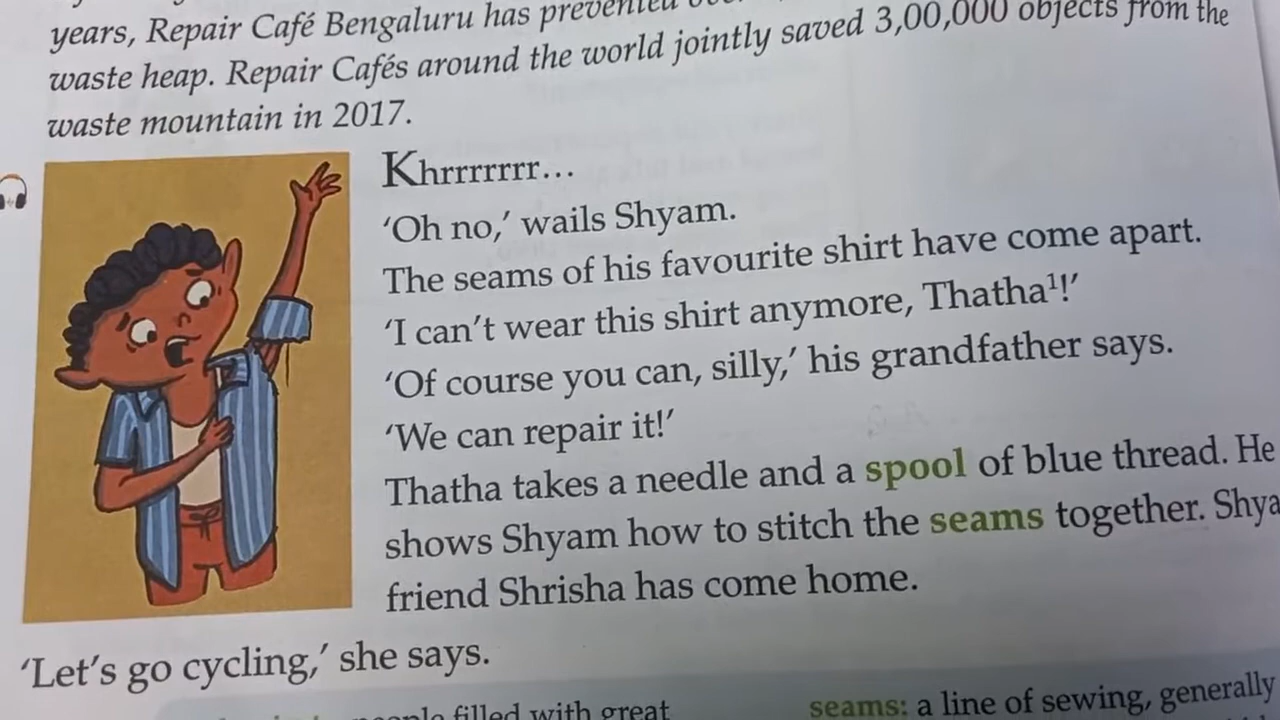 years, Repair Café Bengaluru has prevented
waste heap. Repair Cafés around the world jointly saved 3,00,000 objects from the
waste mountain in 2017.
Khrrrrrrr...
‘Oh no,’ wails Shyam.
The seams of his favourite shirt have come apart.
‘I can’t wear this shirt anymore, Thatha¹!’
‘Of course you can, silly,’ his grandfather says.
‘We can repair it!’
Thatha takes a needle and a spool of blue thread. He
shows Shyam how to stitch the seams together. Shya
friend Shrisha has come home.
‘Let’s go cycling,’ she says.
filled with great
seams: a line of sewing, generally